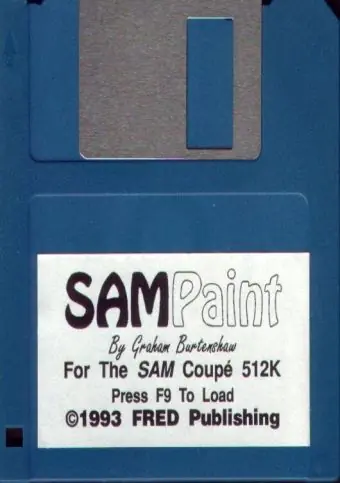 SAMPaint
By Graham Burtenshaw
For The SAM Coupé 512K
Press F9 To Load
©1993 FRED Publishing